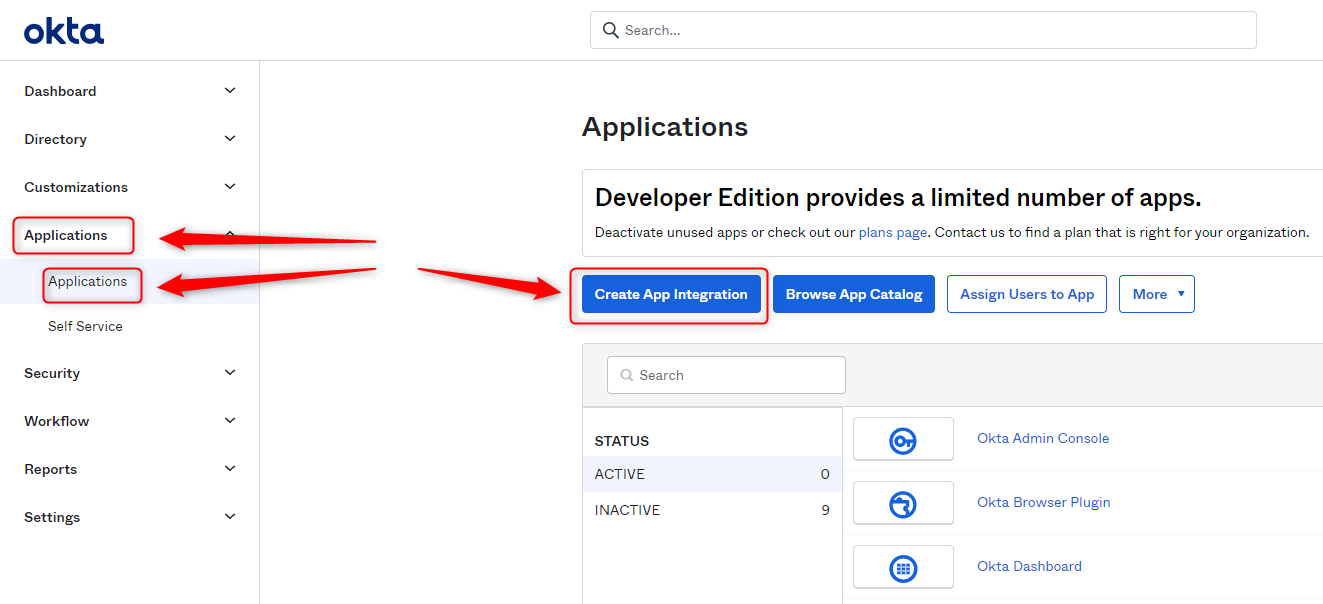 okta
Search...
Dashboard
Directory
Customizations
Applications
Applications
Self Service
Security
Workflow
Reports
Settings
Applications
Developer Edition provides a limited number of apps.
Deactivate unused apps or check out our plans page. Contact us to find a plan that is right for your organization.
Create App Integration Browse App Catalog Assign Users to App More
Search
STATUS
ACTIVE 0
INACTIVE 9
Okta Admin Console
Okta Browser Plugin
Okta Dashboard